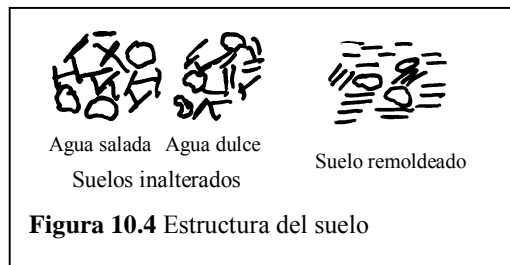 Agua salada Agua dulce
Suelos inalterados
Suelo remoldeado
Figura 10.4 Estructura del suelo